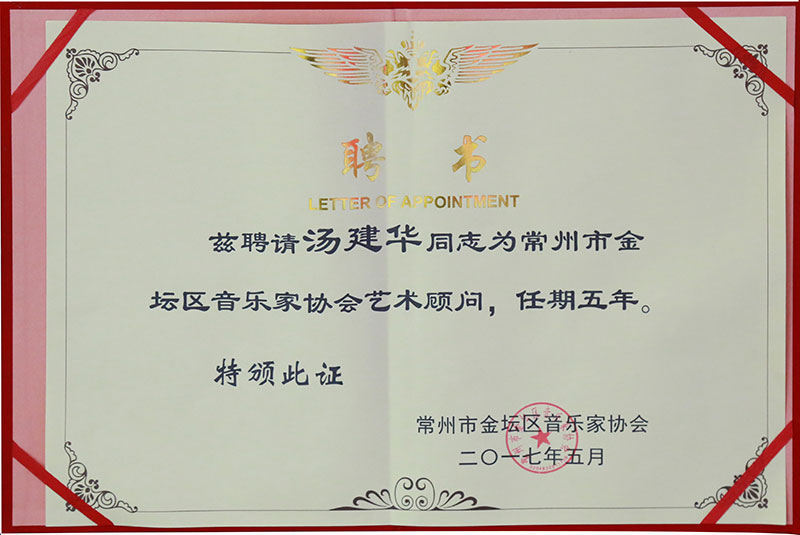 聘书
LETTER OF APPOINTMENT
兹聘请汤建华同志为常州市金
坛区音乐家协会艺术顾问，任期五年。
特颁此证
常州市金坛区音乐家协会
二〇一七年五月